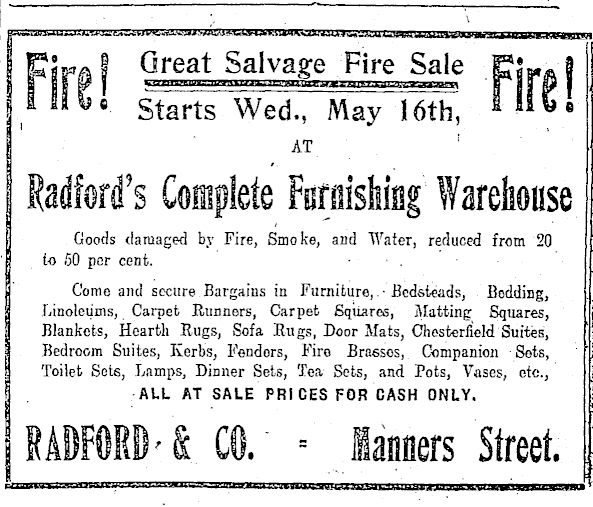 Fire! Great Salvage Fire Sale Fire!
Starts Wed., May 16th,
AT
Radford's Complete Furnishing Warehouse
Goods damaged by Fire, Smoke, and Water, reduced from 20
to 50 per cent.
Come and secure Bargains in Furniture, Bedsteads, Bedding,
Linoleums, Carpet Runners, Carpet Squares, Matting Squares,
Blankets, Hearth Rugs, Sofa Rugs, Door Mats, Chesterfield Suites,
Bedroom Suites, Kerbs, Fenders, Fire Brasses, Companion Sets,
Toilet Sets, Lamps, Dinner Sets, Tea Sets, and Pots, Vases, etc.,
ALL AT SALE PRICES FOR CASH ONLY.
RADFORD & CO. = Manners Street.